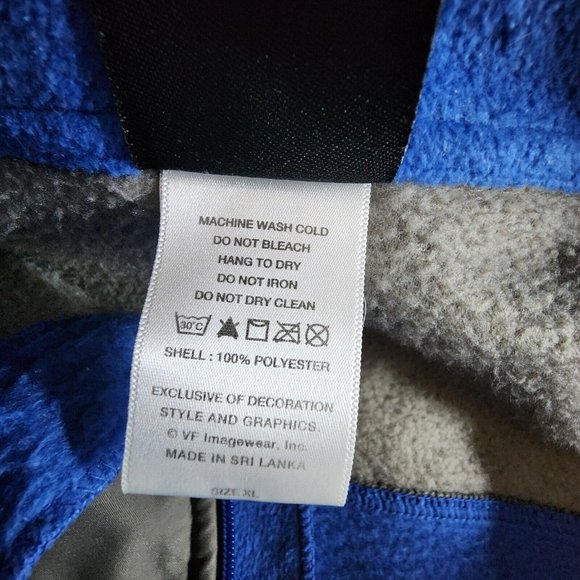 MACHINE WASH COLD
DO NOT BLEACH
HANG TO DRY
DO NOT IRON
DO NOT DRY CLEAN
30°C
SHELL : 100% POLYESTER
EXCLUSIVE OF DECORATION
STYLE AND GRAPHICS.
© VF Imagewear, Inc.
MADE IN SRI LANKA
SIZE XL